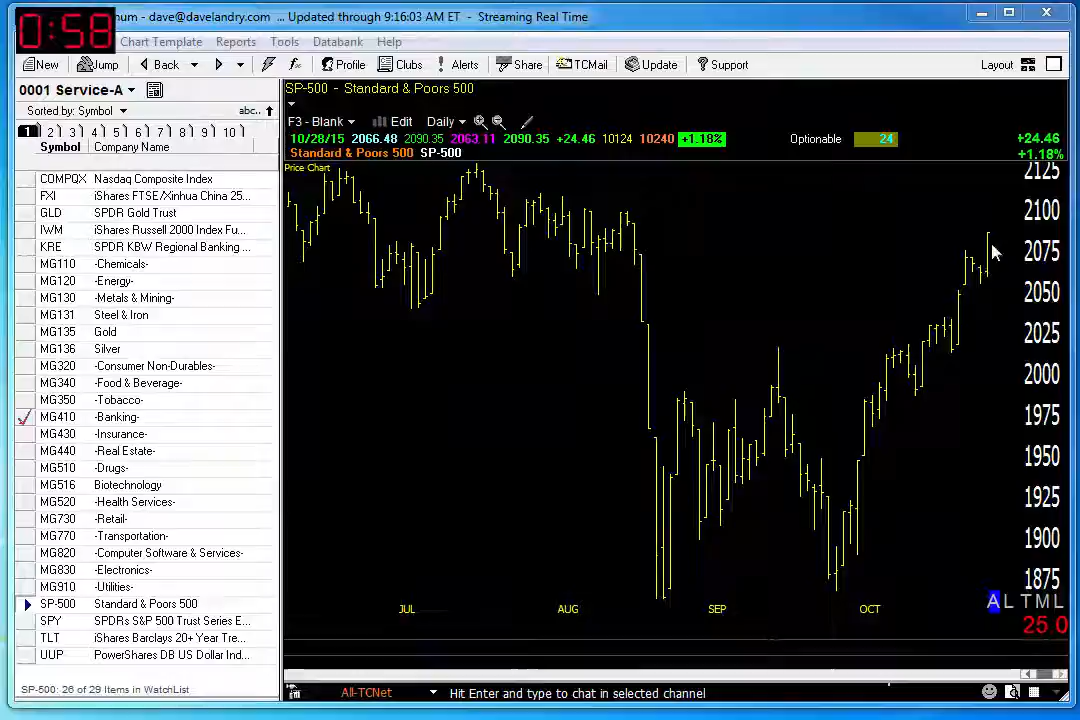 num - dave@davelandry.com ... Updated through 9:16:03 AM ET - Streaming Real Time
0:58
Chart Template Reports Tools Databank Help
New Jump Back Profile Clubs Alerts Share TCMail Update Support Layout
0001 Service-A
SP-500 - Standard & Poors 500
Sorted by: Symbol abc..
F3 - Blank Edit Daily
1 2 3 4 5 6 7 8 9 10
10/28/15 2066.48 2090.35 2063.11 2090.35 +24.46 10124 10240 +1.18% Optionable 24 +24.46
Symbol Company Name
Standard & Poors 500 SP-500 +1.18%
Price Chart
COMPQX Nasdaq Composite Index
FXI iShares FTSE/Xinhua China 25...
GLD SPDR Gold Trust
IWM iShares Russell 2000 Index Fu...
KRE SPDR KBW Regional Banking ...
MG110 -Chemicals-
MG120 -Energy-
MG130 -Metals & Mining-
MG131 Steel & Iron
MG135 Gold
MG136 Silver
MG320 -Consumer Non-Durables-
MG340 -Food & Beverage-
MG350 -Tobacco-
MG410 -Banking-
MG430 -Insurance-
MG440 -Real Estate-
MG510 -Drugs-
MG516 Biotechnology
MG520 -Health Services-
MG730 -Retail-
MG770 -Transportation-
MG820 -Computer Software & Services-
MG830 -Electronics-
MG910 -Utilities-
SP-500 Standard & Poors 500
SPY SPDRs S&P 500 Trust Series E...
TLT iShares Barclays 20+ Year Tre...
UUP PowerShares DB US Dollar Ind...
SP-500: 26 of 29 Items in WatchList
2125
2100
2075
2050
2025
2000
1975
1950
1925
1900
1875
JUL AUG SEP OCT
A L T M L
25.0
All-TCNet Hit Enter and type to chat in selected channel